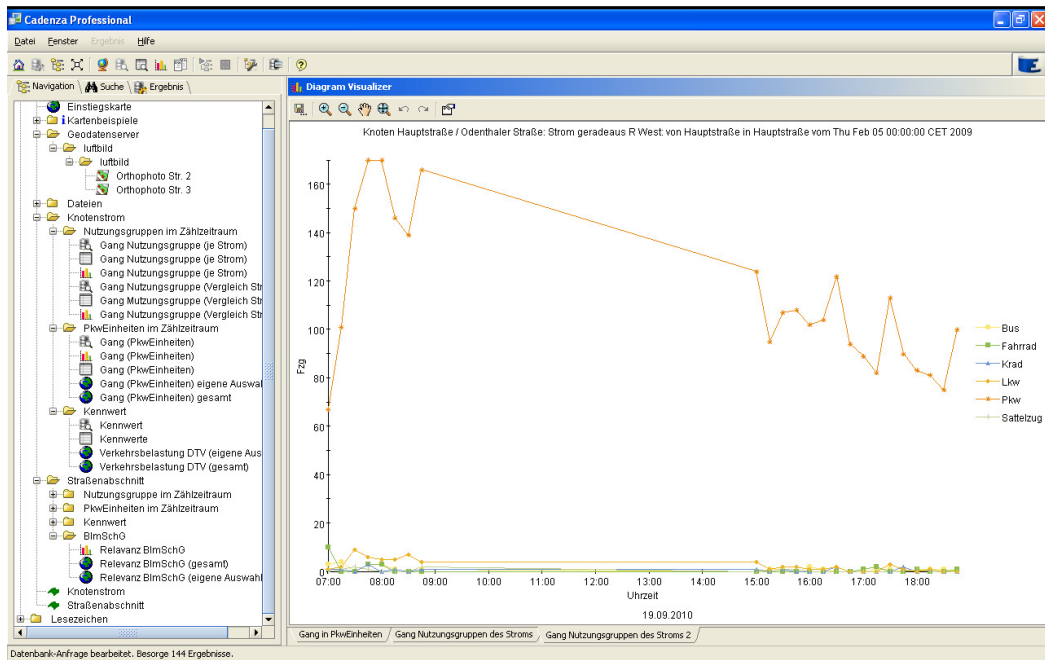 Cadenza Professional
Datei Fenster Ergebnis Hilfe
Navigation Suche Ergebnis
Einstiegskarte
Kartenbeispiele
Geodatenserver
luftbild
luftbild
Orthophoto Str. 2
Orthophoto Str. 3
Dateien
Knotenstrom
Nutzungsgruppen im Zählzeitraum
Gang Nutzungsgruppe (je Strom)
Gang Nutzungsgruppe (je Strom)
Gang Nutzungsgruppe (je Strom)
Gang Nutzungsgruppe (Vergleich Str
Gang Mutzungsgruppe (Vergleich Str
Gang Nutzungsgruppe (Vergleich Str
PkwEinheiten im Zählzeitraum
Gang (PkwEinheiten)
Gang (PkwEinheiten)
Gang (PkwEinheiten)
Gang (PkwEinheiten) eigene Auswal
Gang (PkwEinheiten) gesamt
Kennwert
Kennwert
Kennwerte
Verkehrsbelastung DTV (eigene Aus
Verkehrsbelastung DTV (gesamt)
Straßenabschnitt
Nutzungsgruppe im Zählzeitraum
PkwEinheiten im Zählzeitraum
Kennwert
BImSchG
Relavanz BImSchG
Relevanz BImSchG (gesamt)
Relevanz BImSchG (eigene Auswahl
Knotenstrom
Straßenabschnitt
Lesezeichen
Diagram Visualizer
Knoten Hauptstraße / Odenthaler Straße: Strom geradeaus R West: von Hauptstraße in Hauptstraße vom Thu Feb 05 00:00:00 CET 2009
160
140
120
100
80
60
40
20
0
Fzg
07:00 08:00 09:00 10:00 11:00 12:00 13:00 14:00 15:00 16:00 17:00 18:00
Uhrzeit
19.09.2010
Bus
Fahrrad
Krad
Lkw
Pkw
Sattelzug
Gang in PkwEinheiten Gang Nutzungsgruppen des Stroms Gang Nutzungsgruppen des Stroms 2
Datenbank-Anfrage bearbeitet. Besorge 144 Ergebnisse.